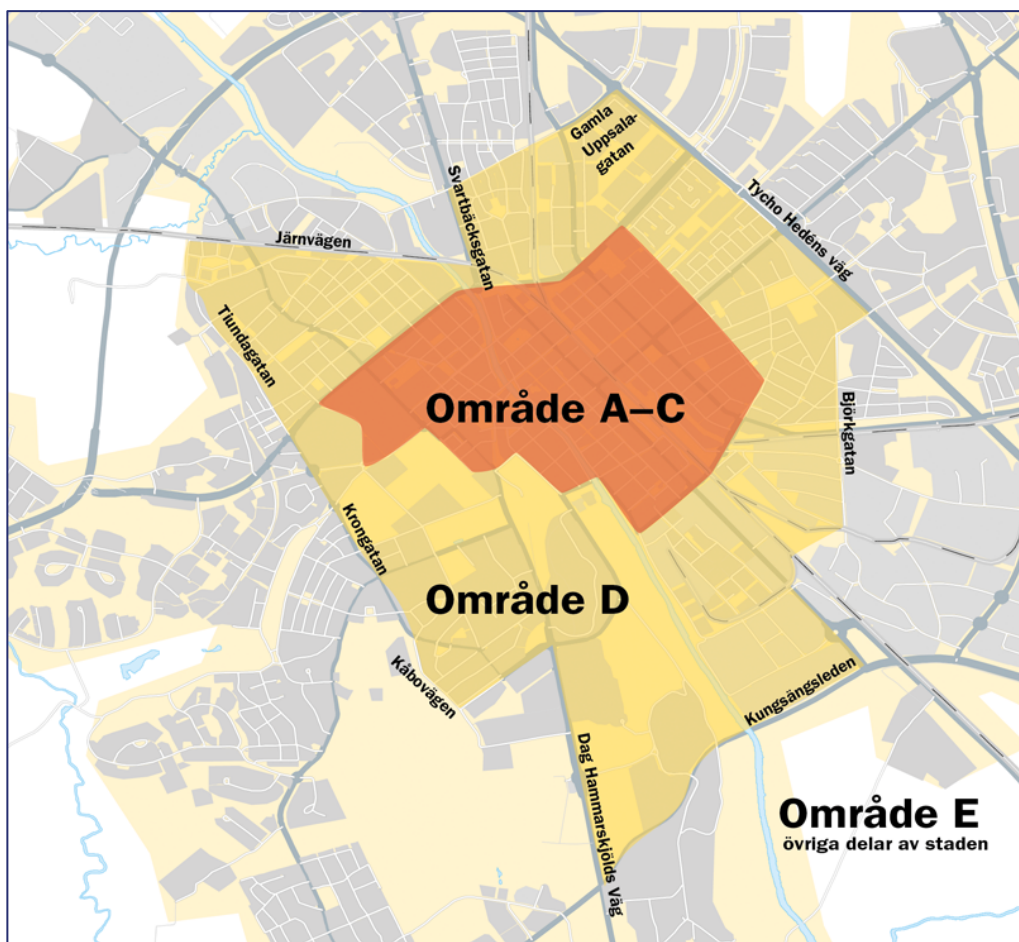 Gamla
Uppsala-
gatan
Svartbäcksgatan
Tycho Hedéns väg
Järnvägen
Tiundagatan
Område A–C
Björkgatan
Krongatan
Område D
Kåbovägen
Kungsängsleden
Dag Hammarskjölds Väg
Område E
övriga delar av staden